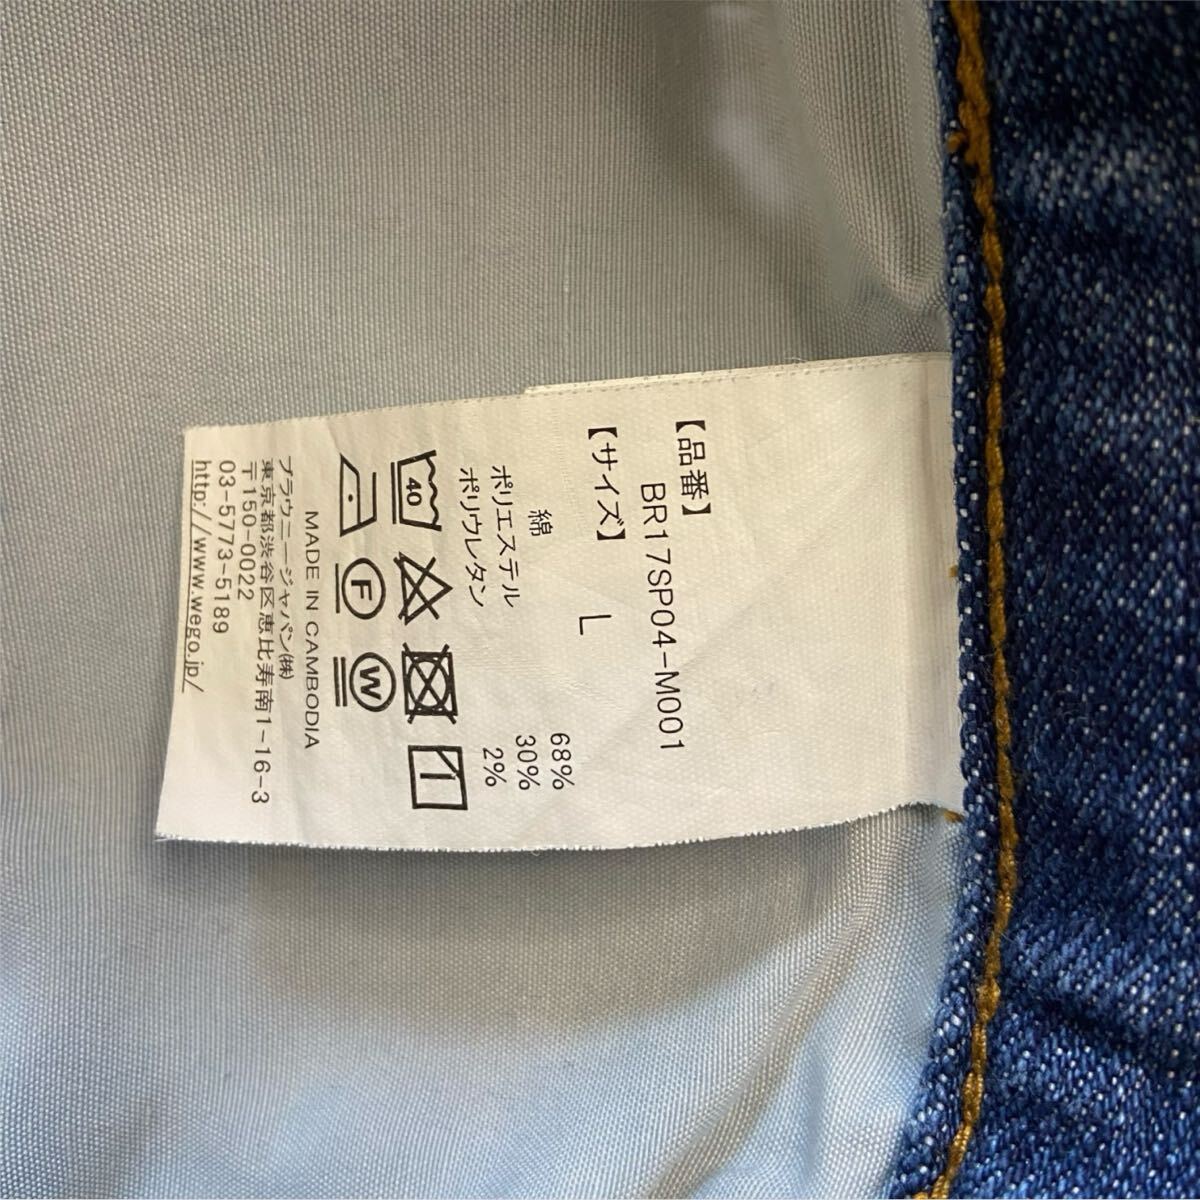 【品番】
BR17SP04-M001
【サイズ】 L
綿 68%
ポリエステル 30%
ポリウレタン 2%
40
F W
MADE IN CAMBODIA
ブラウニージャパン(株)
東京都渋谷区恵比寿南1-16-3
〒150-0022
03-5773-5189
http://www.wego.jp/